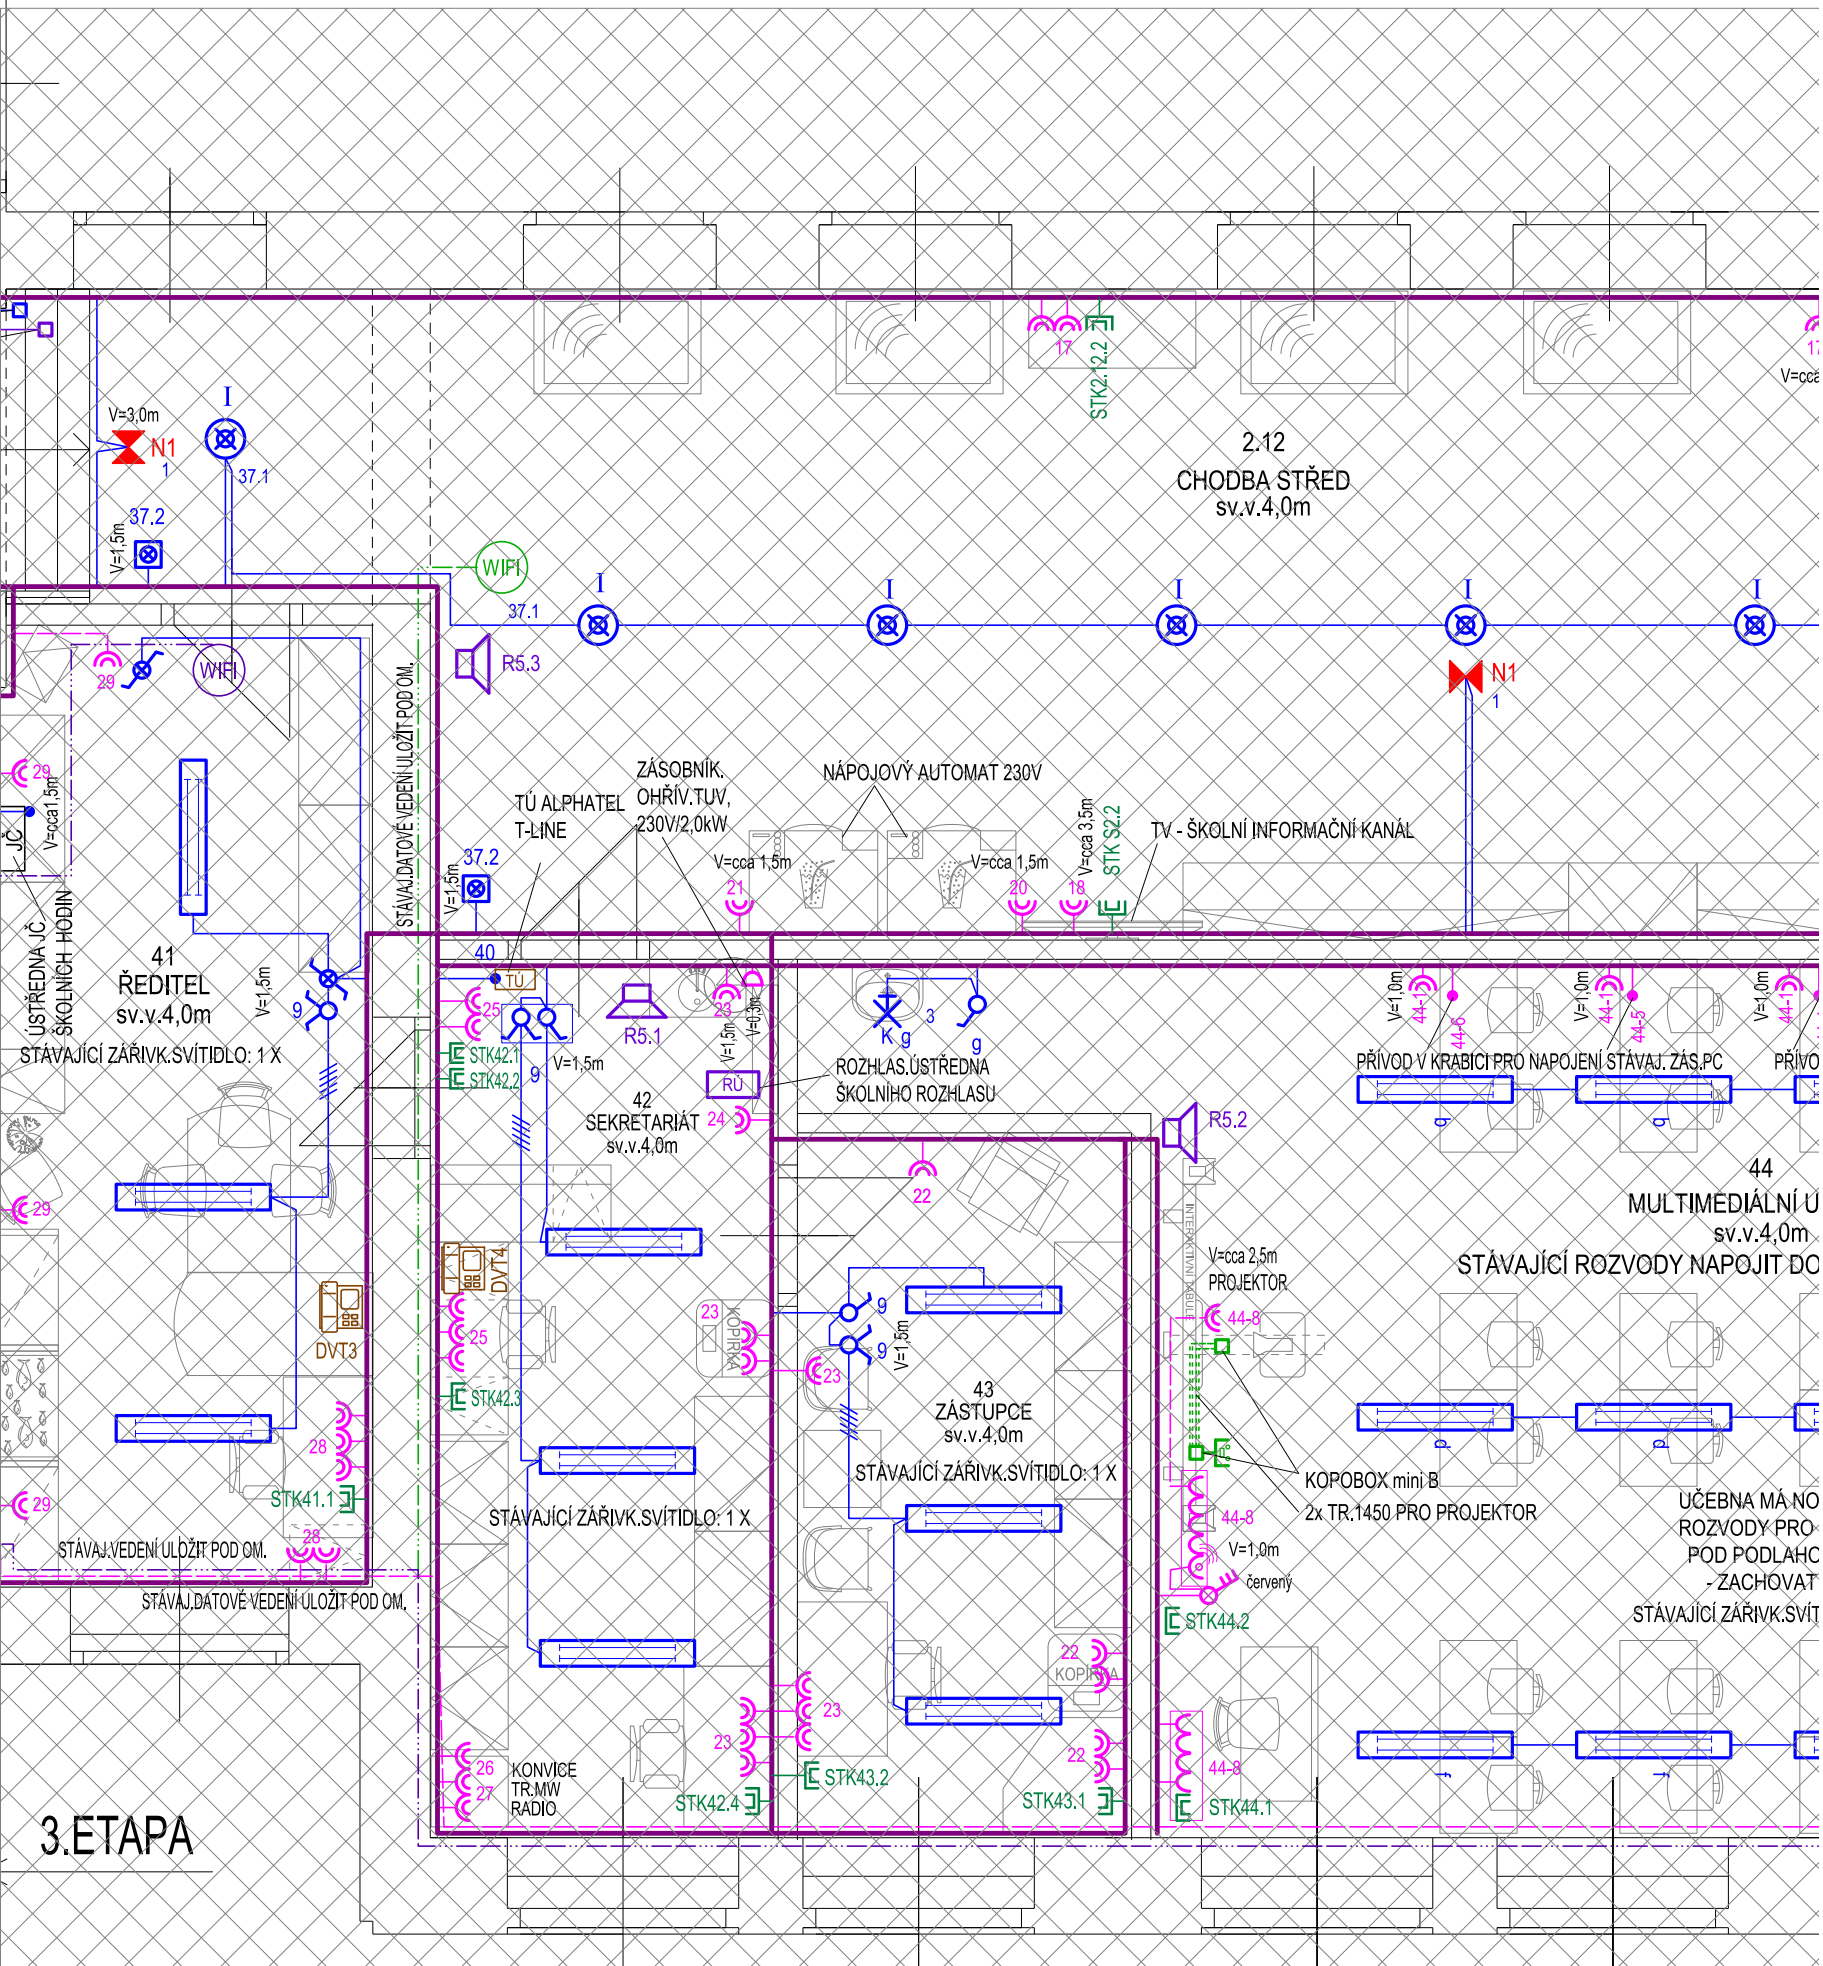 17
STK2.12.2
17
V=cca
I
V=3,0m
N1
1
37.1
2.12
CHODBA STŘED
sv.v.4,0m
37.2
V=1,5m
WIFI
37.1
I
I
I
I
I
R5.3
N1
1
29
WIFI
STÁVAJ.DATOVÉ VEDENÍ ULOŽIT POD OM.
29
V=cca1,5m
JČ
ÚSTŘEDNA JČ
ŠKOLNÍCH HODIN
TÚ ALPHATEL
T-LINE
ZÁSOBNÍK.
OHŘÍV.TUV,
230V/2,0kW
NÁPOJOVÝ AUTOMAT 230V
V=cca 1,5m
21
V=cca 1,5m
20
18
V=cca 3,5m
STK S2.2
TV - ŠKOLNÍ INFORMAČNÍ KANÁL
37.2
V=1,5m
41
ŘEDITEL
sv.v.4,0m
V=1,5m
9
STÁVAJÍCÍ ZÁŘIVK.SVÍTIDLO: 1 X
40
TÚ
25
STK42.1
STK42.2
9
V=1,5m
R5.1
23
V=1,5m
V=0,3m
RÚ
24
ROZHLAS.ÚSTŘEDNA
ŠKOLNÍHO ROZHLASU
K g
3
g
42
SEKRETARIÁT
sv.v.4,0m
V=1,0m
44-1
44-6
V=1,0m
44-1
44-5
V=1,0m
44-1
PŘÍVOD V KRABICI PRO NAPOJENÍ STÁVAJ. ZÁS.PC
PŘÍVO
q
q
R5.2
22
44
MULTIMEDIÁLNÍ U
sv.v.4,0m
STÁVAJÍCÍ ROZVODY NAPOJIT DO
29
INTERAKTIVNÍ TABULE
V=cca 2,5m
PROJEKTOR
44-8
DVT3
DVT4
25
STK42.3
23
KOPÍRKA
23
9
9
V=1,5m
43
ZÁSTUPCE
sv.v.4,0m
STÁVAJÍCÍ ZÁŘIVK.SVÍTIDLO: 1 X
d
d
KOPOBOX mini B
2x TR.1450 PRO PROJEKTOR
44-8
V=1,0m
červený
STK44.2
UČEBNA MÁ NO
ROZVODY PRO
POD PODLAHO
- ZACHOVAT
STÁVAJÍCÍ ZÁŘIVK.SVÍT
28
STK41.1
29
28
STÁVAJ.VEDENÍ ULOŽIT POD OM.
STÁVAJ.DATOVÉ VEDENÍ ULOŽIT POD OM.
STÁVAJÍCÍ ZÁŘIVK.SVÍTIDLO: 1 X
22
KOPÍRKA
23
23
22
26
27
KONVICE
TR.MW
RADIO
STK42.4
STK43.2
STK43.1
44-8
STK44.1
f
f
3.ETAPA